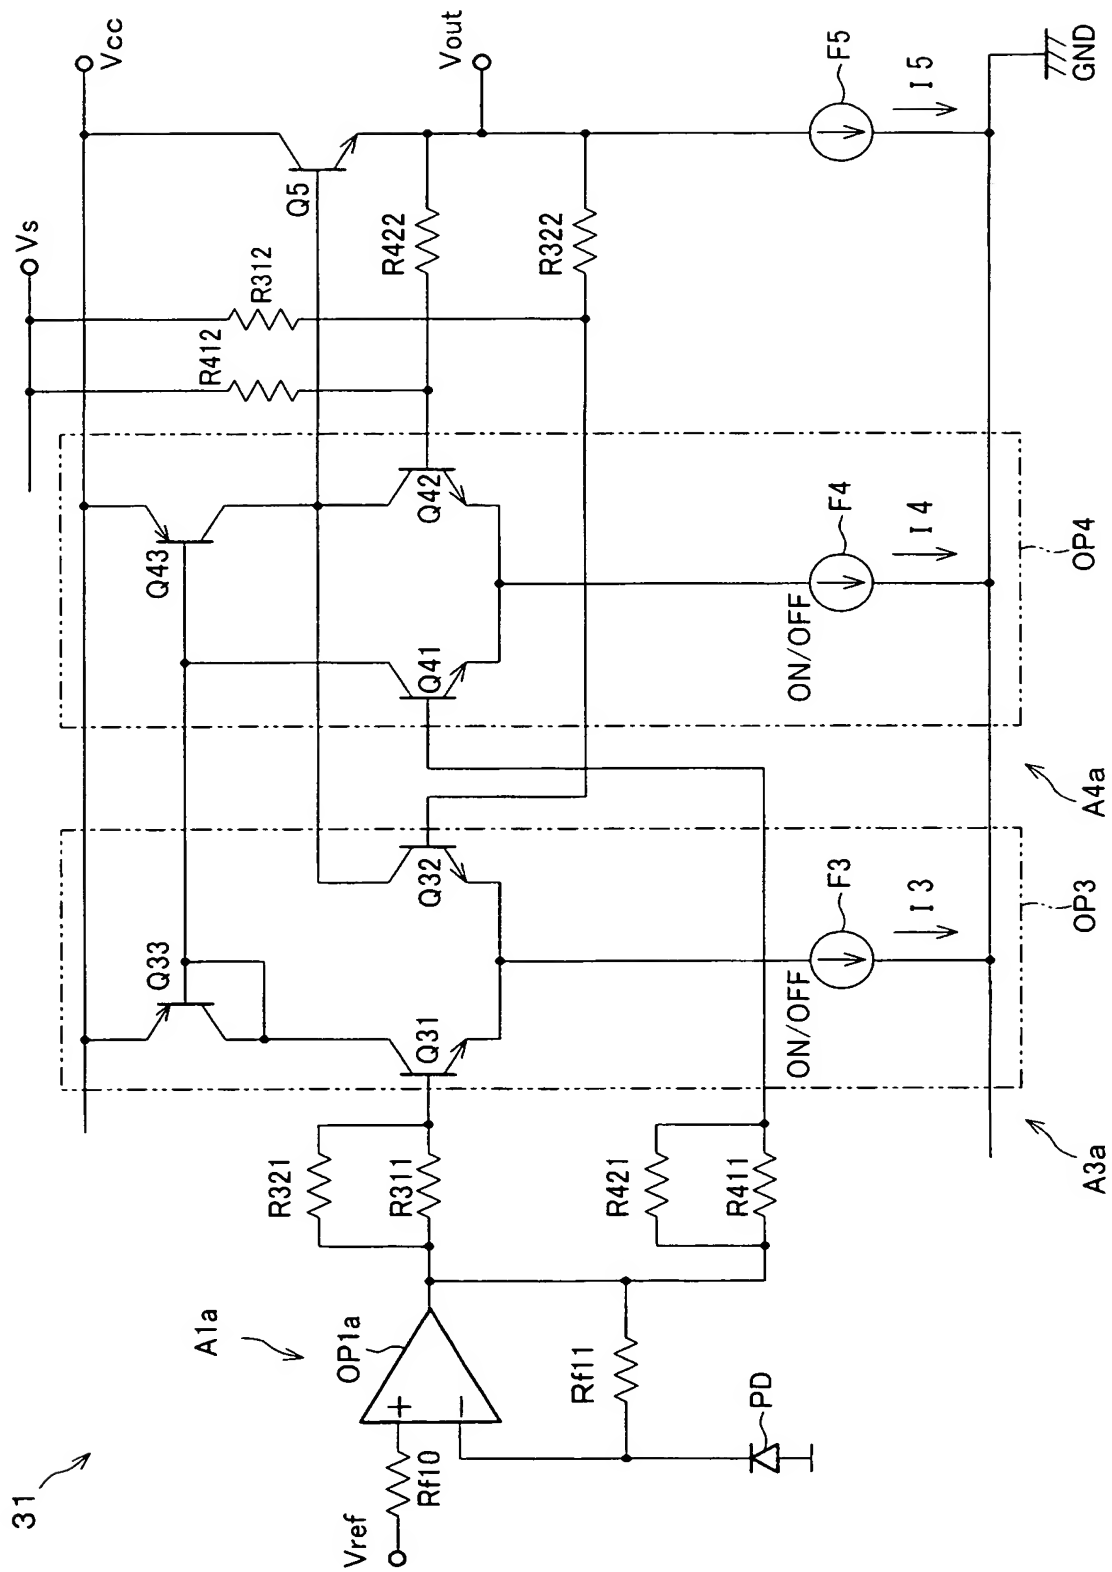 31
Vcc
Vs
Vout
Q5
R312
R412
R422
R322
F5
I5
GND
Q43
Q42
Q41
F4
I4
ON/OFF
OP4
A4a
Q33
Q32
Q31
F3
I3
ON/OFF
OP3
A3a
R321
R311
R421
R411
A1a
OP1a
+
−
Rf11
Rf10
Vref
PD